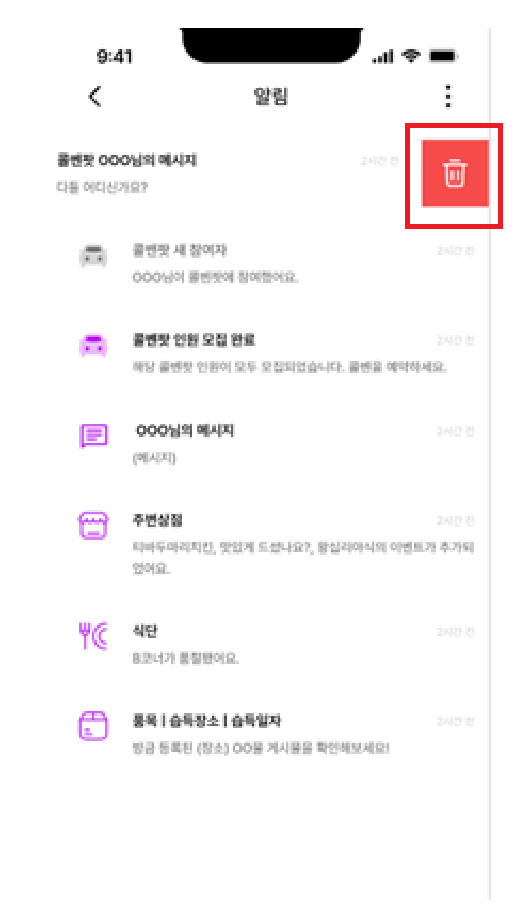 9:41
알림
콜벤팟 OOO님의 메시지
2시간 전
다들 어디신가요?
콜벤팟 새 참여자
2시간 전
OOO님이 콜벤팟에 참여했어요.
콜벤팟 인원 모집 완료
2시간 전
해당 콜벤팟 인원이 모두 모집되었습니다. 콜벤을 예약하세요.
OOO님의 메시지
2시간 전
(메시지)
주변상점
2시간 전
티바두마리치킨, 맛있게 드셨나요?, 왕십리야식의 이벤트가 추가되
었어요.
식단
2시간 전
B코너가 품절됐어요.
품목 | 습득장소 | 습득일자
2시간 전
방금 등록된 (장소) OO물 게시물을 확인해보세요!